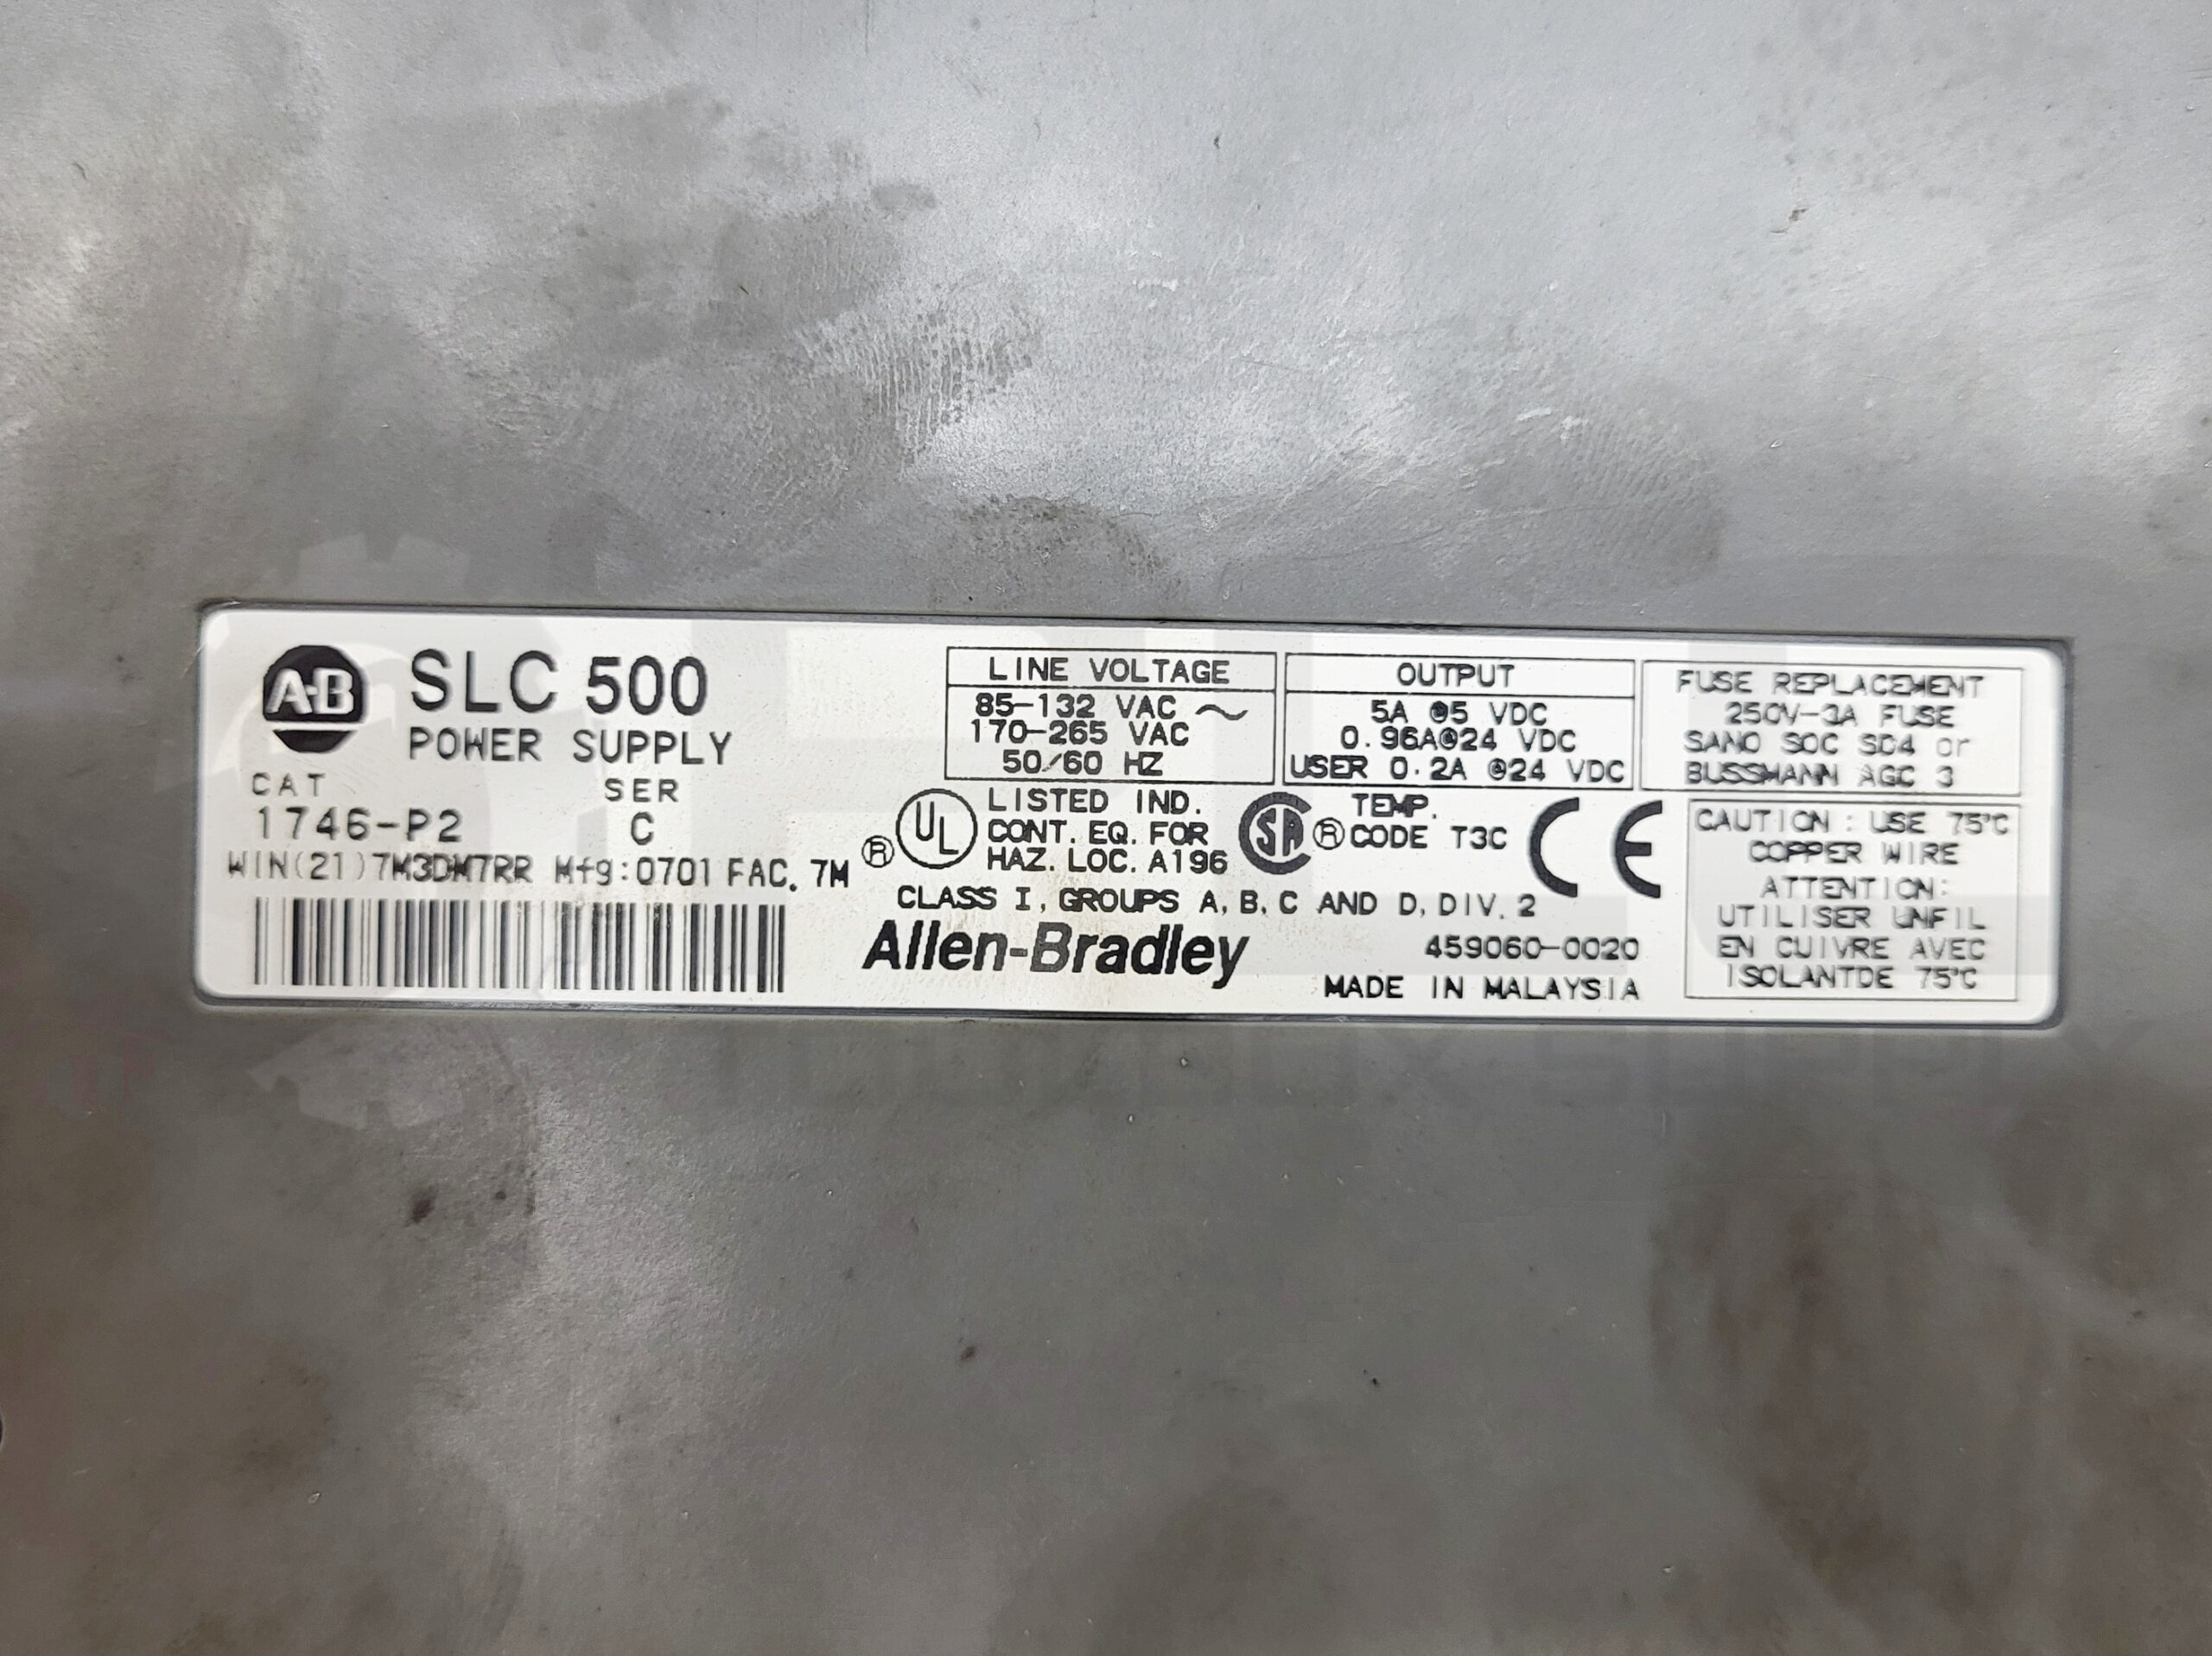 A-B
SLC 500
POWER SUPPLY
CAT SER
1746-P2 C
WIN(21)7M3DM7RR Mfg:0701 FAC. 7M
LINE VOLTAGE
85-132 VAC ~
170-265 VAC
50/60 HZ
OUTPUT
5A @5 VDC
0.96A@24 VDC
USER 0.2A @24 VDC
FUSE REPLACEMENT
250V-3A FUSE
SANO SOC SD4 or
BUSSMANN AGC 3
® UL
LISTED IND.
CONT. EQ. FOR
HAZ. LOC. A196
SA ®
TEMP.
CODE T3C
CE
CLASS I, GROUPS A, B, C AND D, DIV. 2
Allen-Bradley
459060-0020
MADE IN MALAYSIA
CAUTION : USE 75°C
COPPER WIRE
ATTENTION:
UTILISER UNFIL
EN CUIVRE AVEC
ISOLANTDE 75°C